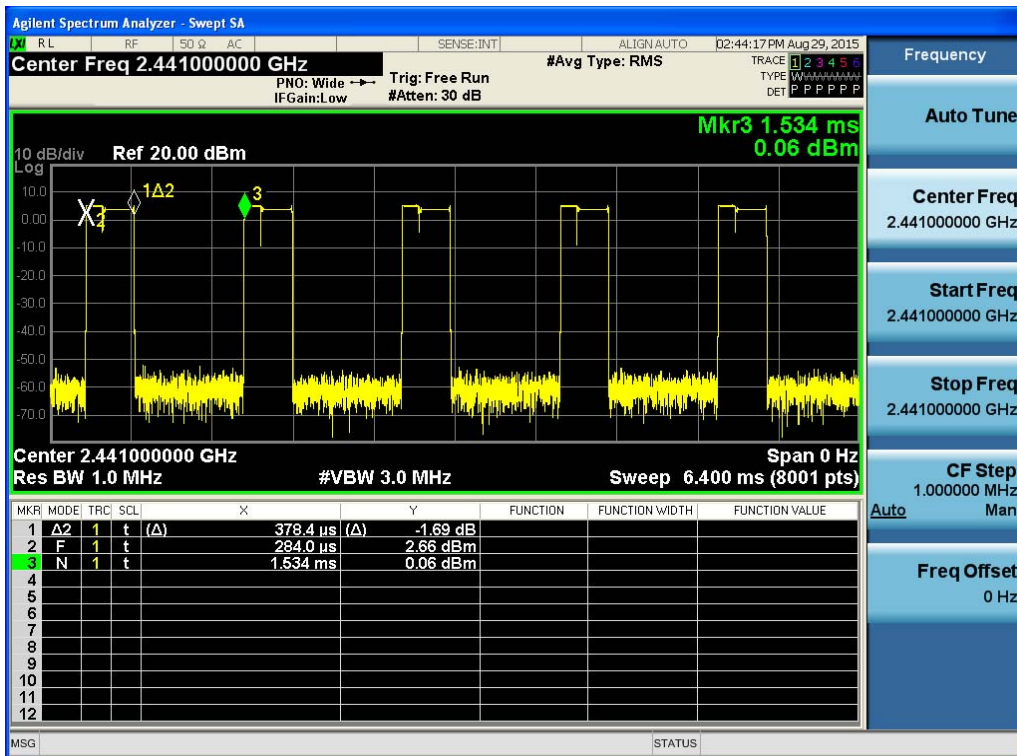 Agilent Spectrum Analyzer - Swept SA
LXI RL RF 50 Ω AC SENSE:INT ALIGN AUTO 02:44:17 PM Aug 29, 2015
Center Freq 2.441000000 GHz
PNO: Wide
IFGain:Low
Trig: Free Run
#Atten: 30 dB
#Avg Type: RMS
TRACE 1 2 3 4 5 6
TYPE W
DET P P P P P P
Mkr3 1.534 ms
0.06 dBm
10 dB/div Ref 20.00 dBm
Log
10.0
0.00
-10.0
-20.0
-30.0
-40.0
-50.0
-60.0
-70.0
2
1Δ2
3
Center 2.441000000 GHz Span 0 Hz
Res BW 1.0 MHz #VBW 3.0 MHz Sweep 6.400 ms (8001 pts)
MKR MODE TRC SCL X Y FUNCTION FUNCTION WIDTH FUNCTION VALUE
1 Δ2 1 t (Δ) 378.4 µs (Δ) -1.69 dB
2 F 1 t 284.0 µs 2.66 dBm
3 N 1 t 1.534 ms 0.06 dBm
4
5
6
7
8
9
10
11
12
MSG STATUS
Frequency
Auto Tune
Center Freq
2.441000000 GHz
Start Freq
2.441000000 GHz
Stop Freq
2.441000000 GHz
CF Step
1.000000 MHz
Auto Man
Freq Offset
0 Hz